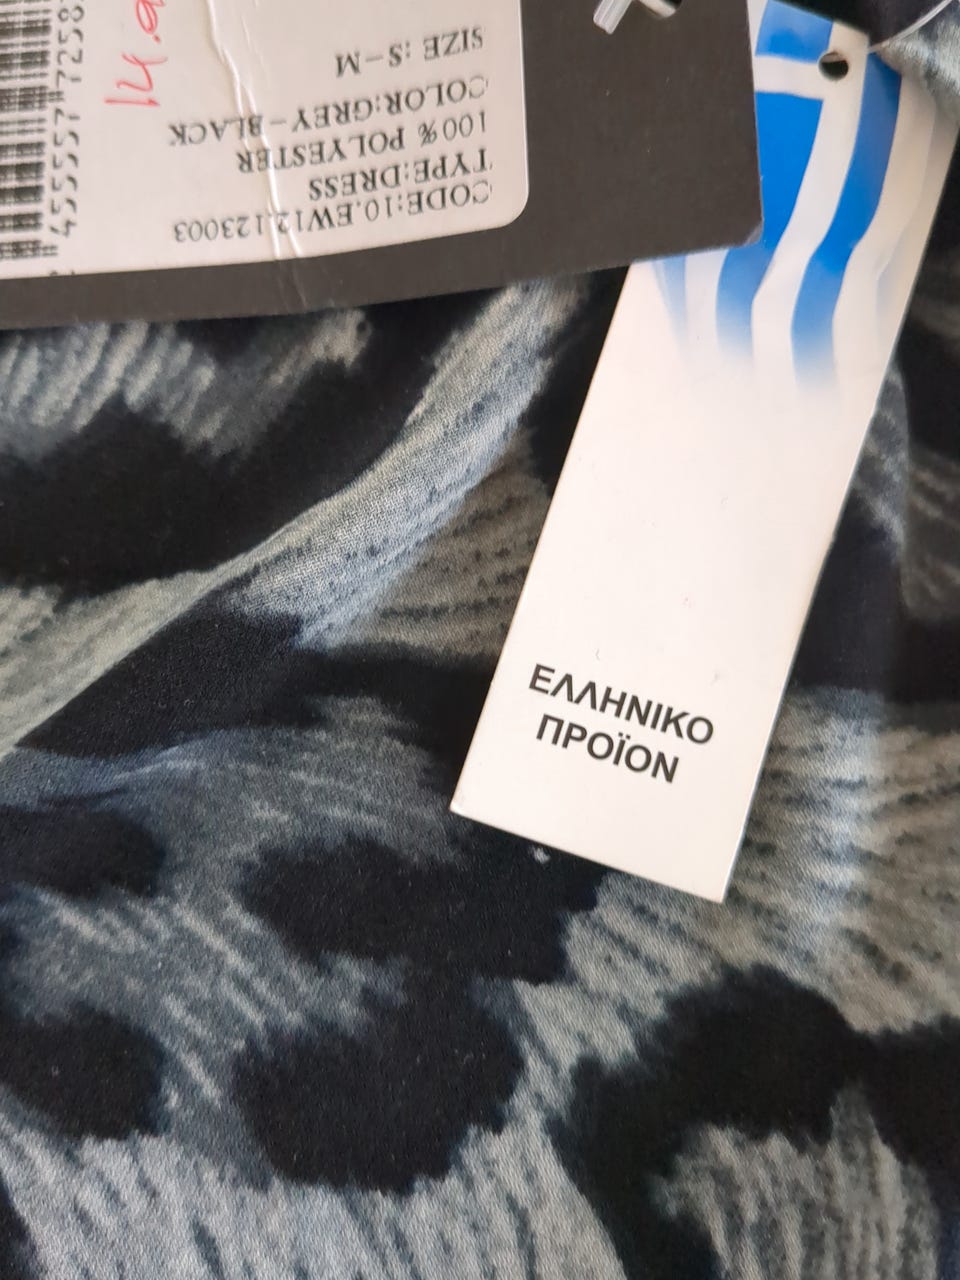 CODE:10.EW12.123003
TYPE:DRESS
100% POLYESTER
COLOR:GREY-BLACK
SIZE :S-M
ΕΛΛΗΝΙΚΟ
ΠΡΟΪΟΝ